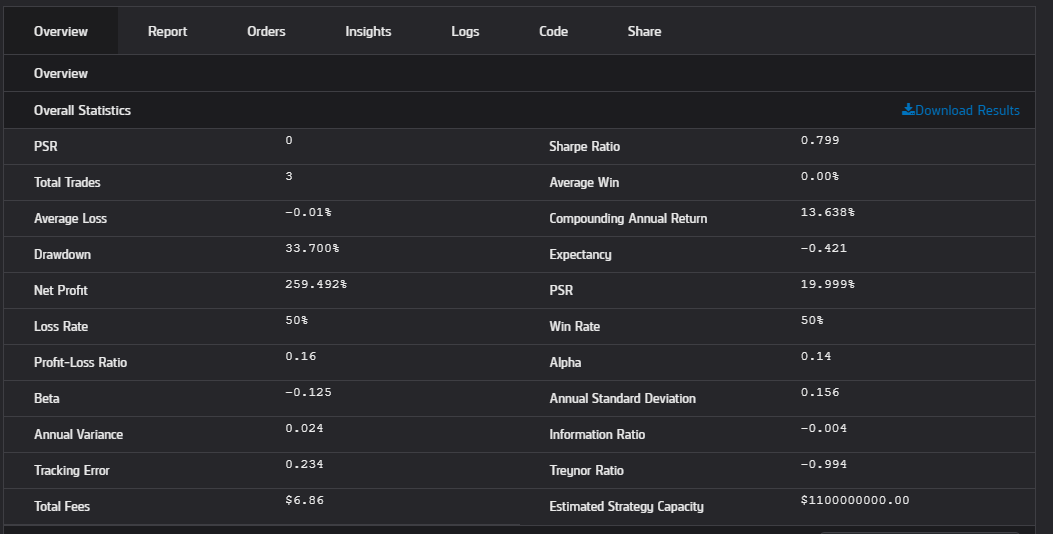 Overview Report Orders Insights Logs Code Share
Overview
Overall Statistics Download Results
PSR 0 Sharpe Ratio 0.799
Total Trades 3 Average Win 0.00%
Average Loss -0.01% Compounding Annual Return 13.638%
Drawdown 33.700% Expectancy -0.421
Net Profit 259.492% PSR 19.999%
Loss Rate 50% Win Rate 50%
Profit-Loss Ratio 0.16 Alpha 0.14
Beta -0.125 Annual Standard Deviation 0.156
Annual Variance 0.024 Information Ratio -0.004
Tracking Error 0.234 Treynor Ratio -0.994
Total Fees $6.86 Estimated Strategy Capacity $1100000000.00